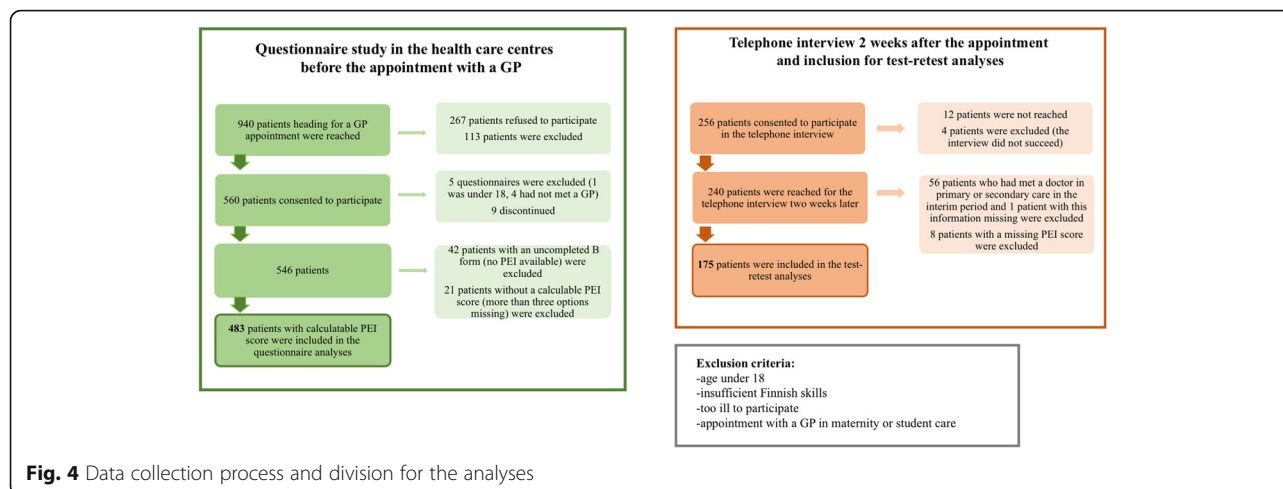 Questionnaire study in the health care centres
before the appointment with a GP
940 patients heading for a GP
appointment were reached
267 patients refused to participate
113 patients were excluded
560 patients consented to participate
5 questionnaires were excluded (1
was under 18, 4 had not met a GP)
9 discontinued
546 patients
42 patients with an uncompleted B
form (no PEI available) were
excluded
21 patients without a calculable PEI
score (more than three options
missing) were excluded
483 patients with calculatable PEI
score were included in the
questionnaire analyses
Telephone interview 2 weeks after the appointment
and inclusion for test-retest analyses
256 patients consented to participate
in the telephone interview
12 patients were not reached
4 patients were excluded (the
interview did not succeed)
240 patients were reached for the
telephone interview two weeks later
56 patients who had met a doctor in
primary or secondary care in the
interim period and 1 patient with this
information missing were excluded
8 patients with a missing PEI score
were excluded
175 patients were included in the test-
retest analyses
Exclusion criteria:
-age under 18
-insufficient Finnish skills
-too ill to participate
-appointment with a GP in maternity or student care
Fig. 4 Data collection process and division for the analyses